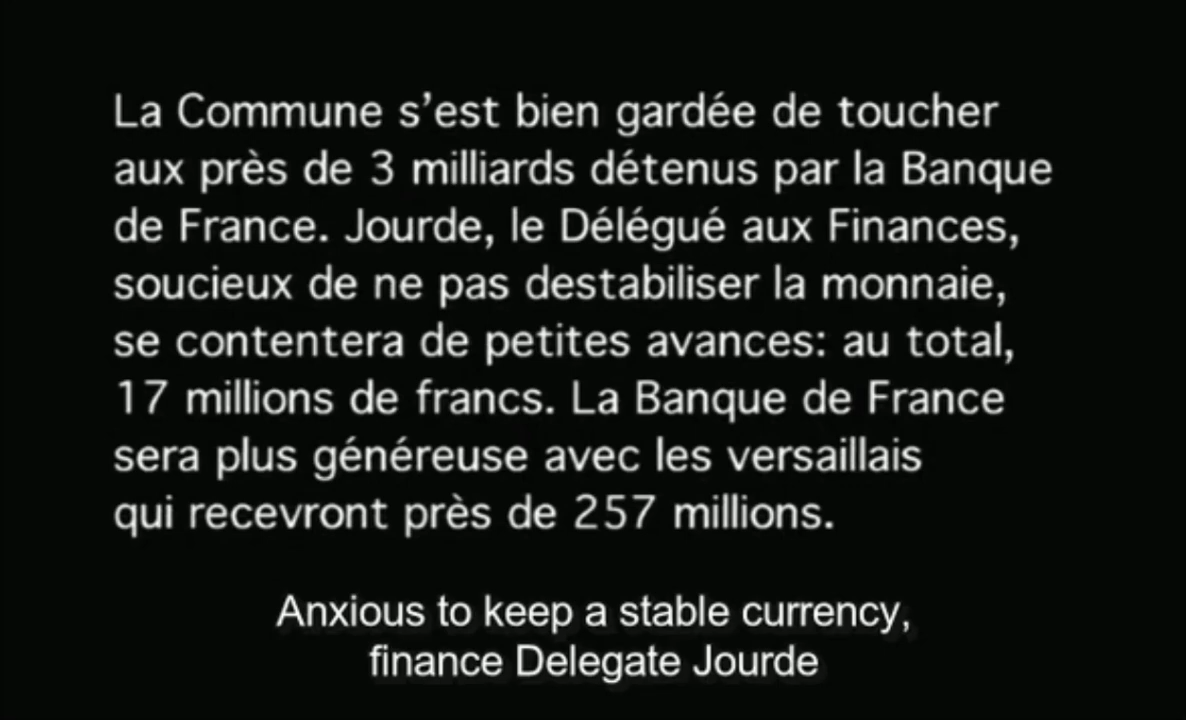 La Commune s’est bien gardée de toucher
aux près de 3 milliards détenus par la Banque
de France. Jourde, le Délégué aux Finances,
soucieux de ne pas destabiliser la monnaie,
se contentera de petites avances: au total,
17 millions de francs. La Banque de France
sera plus généreuse avec les versaillais
qui recevront près de 257 millions.
Anxious to keep a stable currency,
finance Delegate Jourde